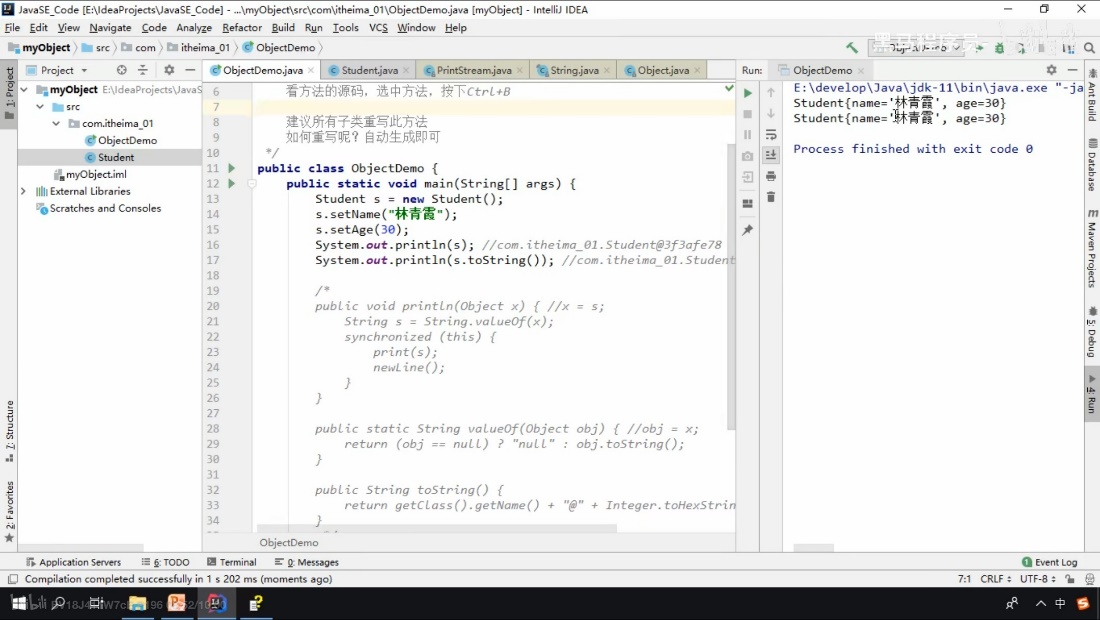 JavaSE_Code [E:\IdeaProjects\JavaSE_Code] - ...\myObject\src\com\itheima_01\ObjectDemo.java [myObject] - IntelliJ IDEA
File Edit View Navigate Code Analyze Refactor Build Run Tools VCS Window Help
myObject src com itheima_01 ObjectDemo
黑马程序员
Project
ObjectDemo.java Student.java PrintStream.java String.java Object.java
Run: ObjectDemo
1: Project
myObject E:\IdeaProjects\JavaS
src
com.itheima_01
ObjectDemo
Student
myObject.iml
External Libraries
Scratches and Consoles
7: Structure
2: Favorites
6 看方法的源码，选中方法，按下Ctrl+B
7
8 建议所有子类重写此方法
9 如何重写呢？自动生成即可
10 */
11 public class ObjectDemo {
12 public static void main(String[] args) {
13 Student s = new Student();
14 s.setName("林青霞");
15 s.setAge(30);
16 System.out.println(s); //com.itheima_01.Student@3f3afe78
17 System.out.println(s.toString()); //com.itheima_01.Student
18
19 /*
20 public void println(Object x) { //x = s;
21 String s = String.valueOf(x);
22 synchronized (this) {
23 print(s);
24 newLine();
25 }
26 }
27
28 public static String valueOf(Object obj) { //obj = x;
29 return (obj == null) ? "null" : obj.toString();
30 }
31
32 public String toString() {
33 return getClass().getName() + "@" + Integer.toHexStrin
34 }
ObjectDemo
E:\develop\Java\jdk-11\bin\java.exe "-ja
Student{name='林青霞', age=30}
Student{name='林青霞', age=30}
Process finished with exit code 0
Ant Build
Database
Maven Projects
5: Debug
4: Run
Application Servers 6: TODO Terminal 0: Messages Event Log
Compilation completed successfully in 1 s 202 ms (moments ago) 7:1 CRLF UTF-8
中